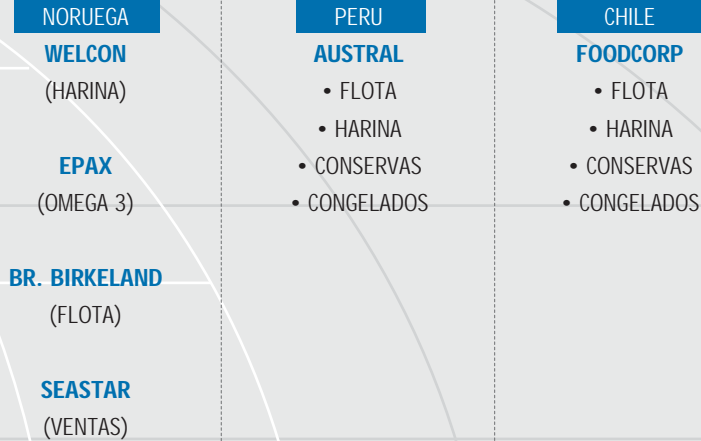 NORUEGA
WELCON
(HARINA)
EPAX
(OMEGA 3)
BR. BIRKELAND
(FLOTA)
SEASTAR
(VENTAS)
PERU
AUSTRAL
• FLOTA
• HARINA
• CONSERVAS
• CONGELADOS
CHILE
FOODCORP
• FLOTA
• HARINA
• CONSERVAS
• CONGELADOS